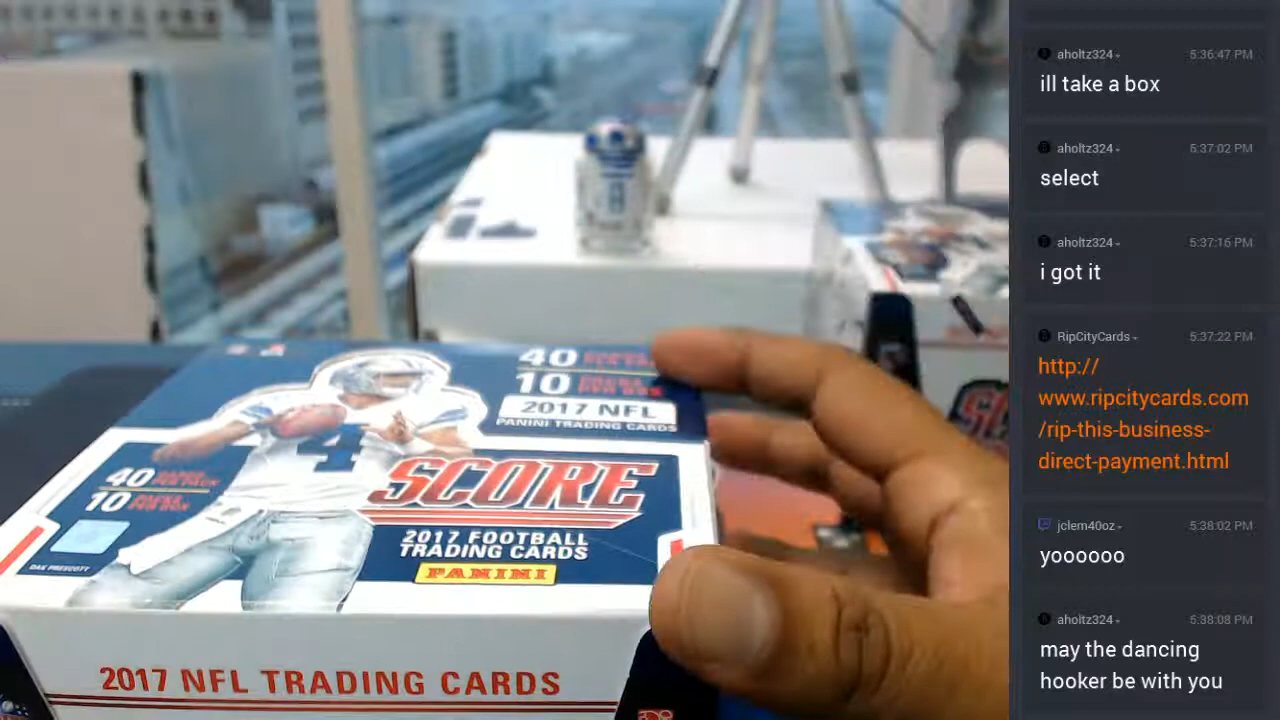 40
10
2017 NFL
PANINI TRADING CARDS
40
10
4
SCORE
2017 FOOTBALL
TRADING CARDS
PANINI
DAK PRESCOTT
2017 NFL TRADING CARDS
aholtz324 5:36:47 PM
ill take a box
aholtz324 5:37:02 PM
select
aholtz324 5:37:16 PM
i got it
RipCityCards 5:37:22 PM
http://
www.ripcitycards.com
/rip-this-business-
direct-payment.html
jclem40oz 5:38:02 PM
yoooooo
aholtz324 5:38:08 PM
may the dancing
hooker be with you